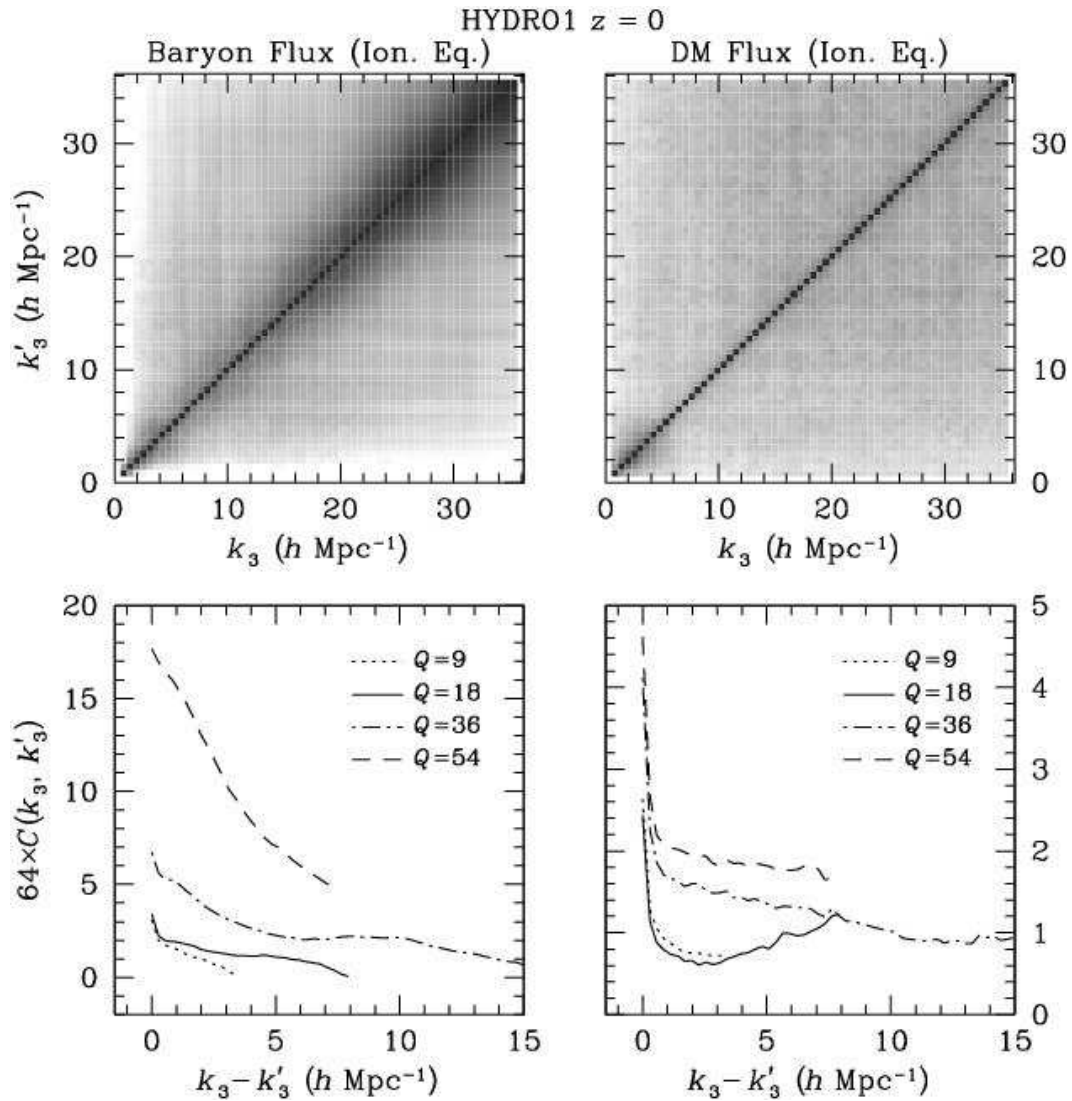 HYDRO1 z = 0
Baryon Flux (Ion. Eq.)
DM Flux (Ion. Eq.)
k′₃ (h Mpc⁻¹)
30
20
10
0
30
20
10
0
0 10 20 30
0 10 20 30
k₃ (h Mpc⁻¹)
k₃ (h Mpc⁻¹)
64×C(k₃, k′₃)
20
15
10
5
0
Q=9
Q=18
Q=36
Q=54
Q=9
Q=18
Q=36
Q=54
5
4
3
2
1
0
0 5 10 15
0 5 10 15
k₃−k′₃ (h Mpc⁻¹)
k₃−k′₃ (h Mpc⁻¹)